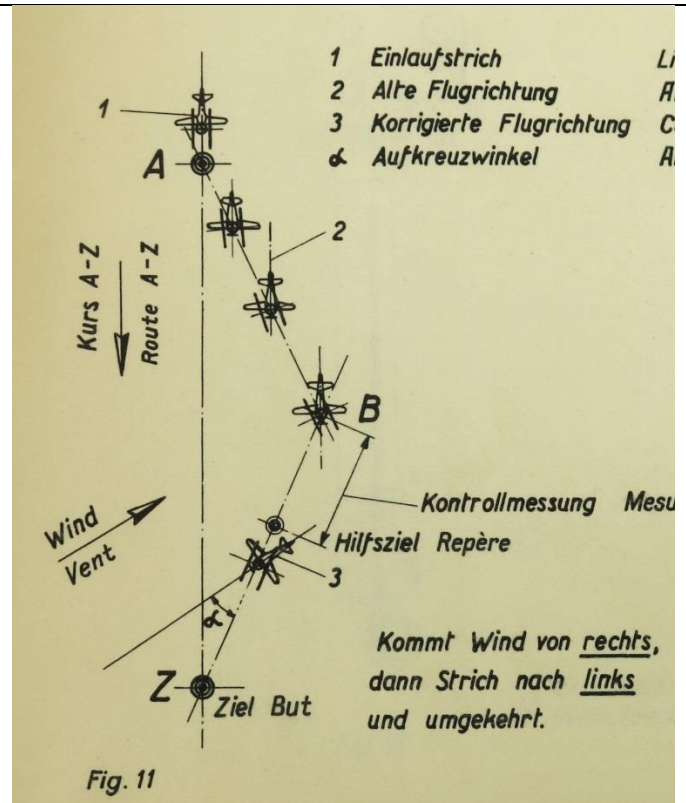 1 Einlaufstrich
2 Alte Flugrichtung
3 Korrigierte Flugrichtung
α Aufkreuzwinkel
1
A
2
Kurs A-Z
Route A-Z
B
Kontrollmessung
Wind
Vent
Hilfsziel Repère
3
α
Kommt Wind von rechts,
dann Strich nach links
und umgekehrt.
Z
Ziel But
Fig. 11